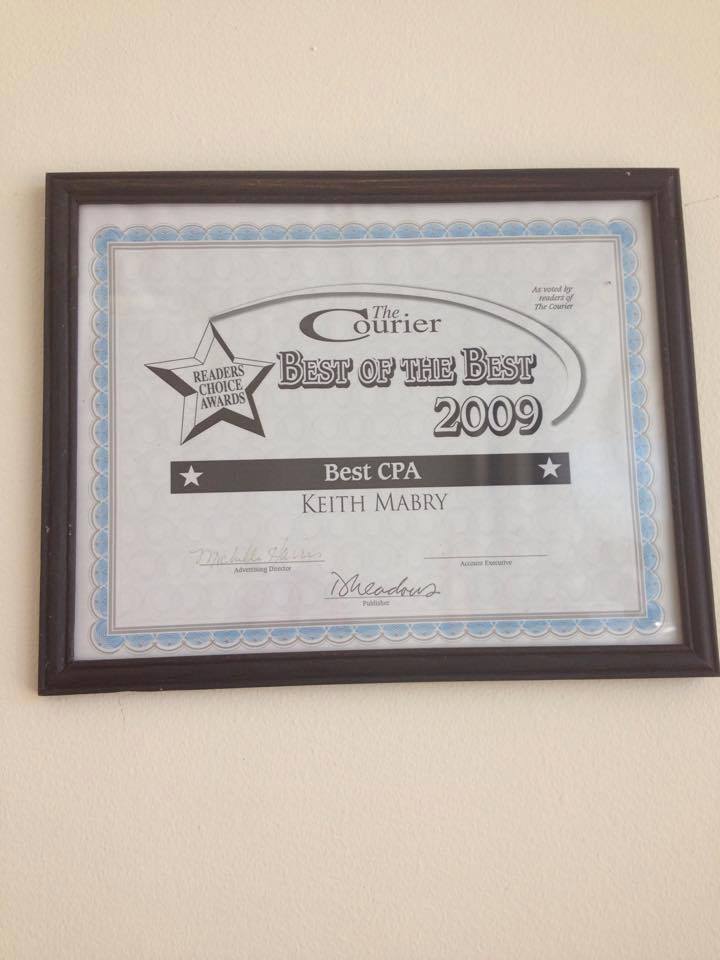 As voted by
readers of
The Courier
The Courier
READERS
CHOICE
AWARDS
BEST OF THE BEST
2009
Best CPA
KEITH MABRY
Advertising Director
Account Executive
Publisher